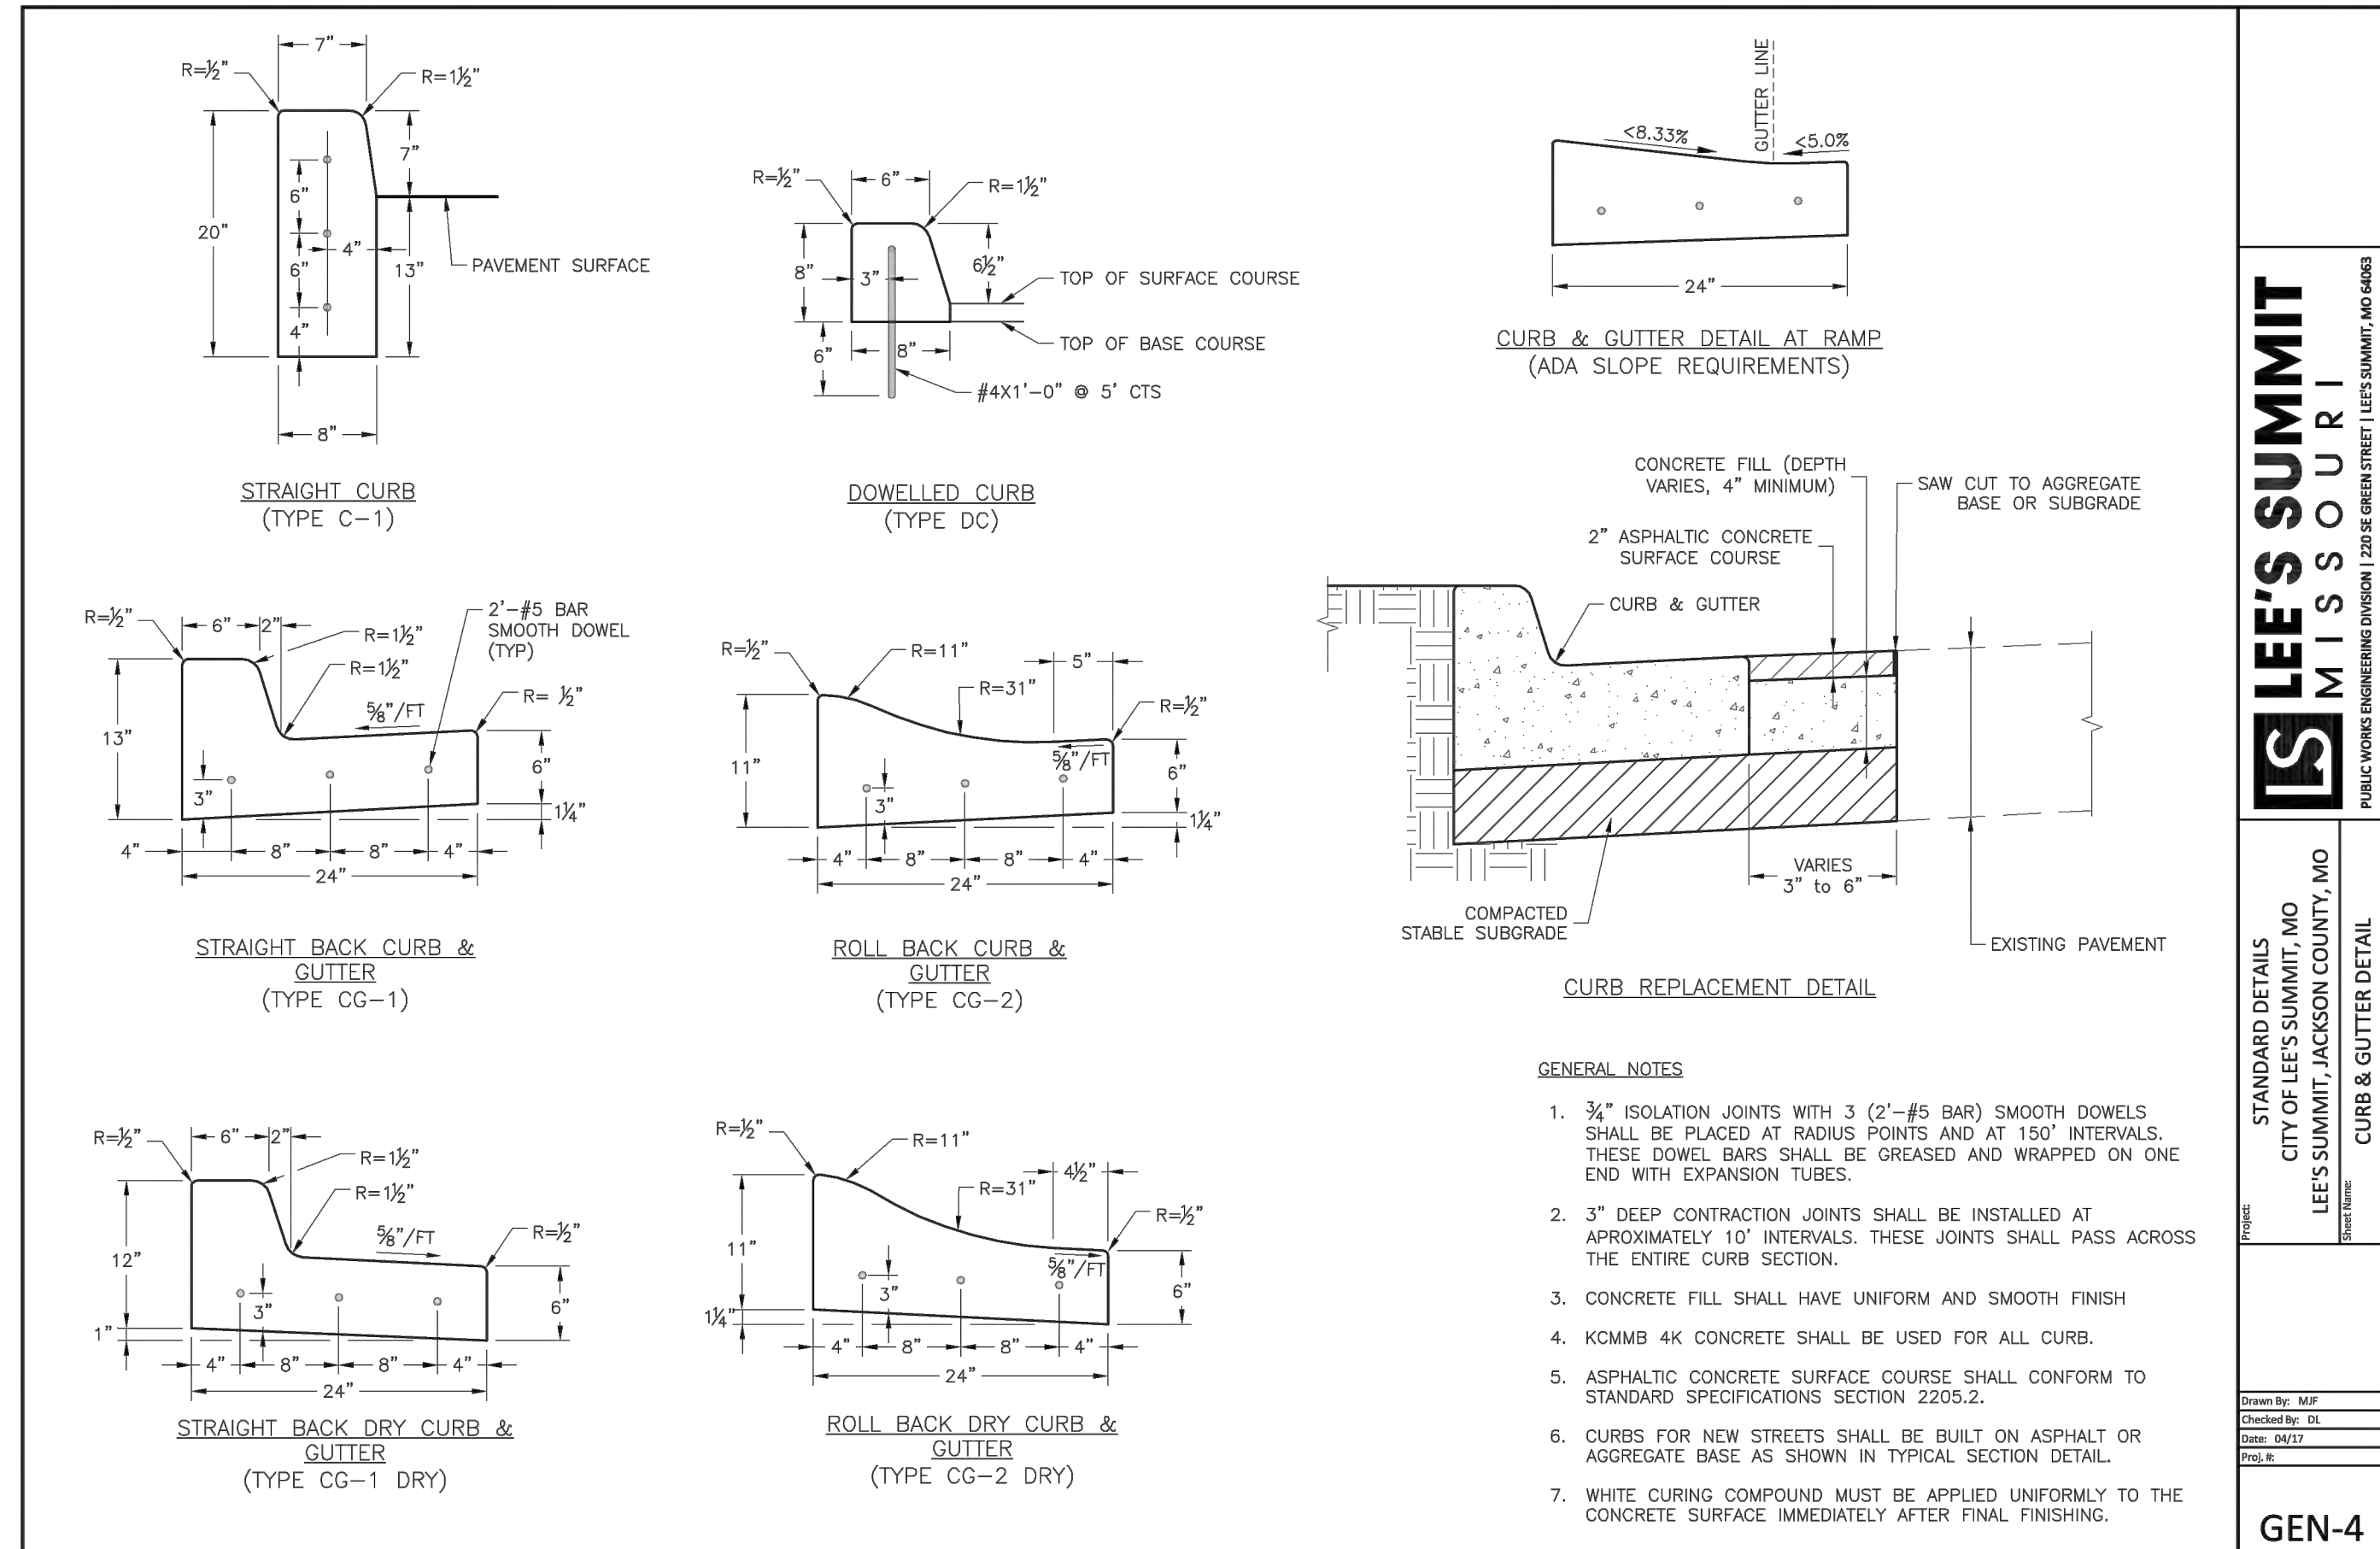 7"
R=½"
R=1½"
7"
6"
20"
4"
6"
13"
PAVEMENT SURFACE
4"
8"
STRAIGHT CURB
(TYPE C-1)
R=½"
6"
R=1½"
8"
3"
6½"
TOP OF SURFACE COURSE
6"
8"
TOP OF BASE COURSE
#4X1'-0" @ 5' CTS
DOWELLED CURB
(TYPE DC)
GUTTER LINE
<8.33%
<5.0%
24"
CURB & GUTTER DETAIL AT RAMP
(ADA SLOPE REQUIREMENTS)
R=½"
6"
2"
R=1½"
R=1½"
2'-#5 BAR
SMOOTH DOWEL
(TYP)
⅝"/FT
R= ½"
13"
3"
6"
1¼"
4"
8"
8"
4"
24"
STRAIGHT BACK CURB &
GUTTER
(TYPE CG-1)
R=½"
R=11"
R=31"
5"
R=½"
11"
⅝"/FT
6"
3"
1¼"
4"
8"
8"
4"
24"
ROLL BACK CURB &
GUTTER
(TYPE CG-2)
CONCRETE FILL (DEPTH
VARIES, 4" MINIMUM)
SAW CUT TO AGGREGATE
BASE OR SUBGRADE
2" ASPHALTIC CONCRETE
SURFACE COURSE
CURB & GUTTER
VARIES
3" to 6"
COMPACTED
STABLE SUBGRADE
EXISTING PAVEMENT
CURB REPLACEMENT DETAIL
R=½"
6"
2"
R=1½"
R=1½"
⅝"/FT
R=½"
12"
3"
6"
1"
4"
8"
8"
4"
24"
STRAIGHT BACK DRY CURB &
GUTTER
(TYPE CG-1 DRY)
R=½"
R=11"
R=31"
4½"
R=½"
11"
⅝"/FT
3"
6"
1¼"
4"
8"
8"
4"
24"
ROLL BACK DRY CURB &
GUTTER
(TYPE CG-2 DRY)
GENERAL NOTES
1. ¾" ISOLATION JOINTS WITH 3 (2'-#5 BAR) SMOOTH DOWELS
SHALL BE PLACED AT RADIUS POINTS AND AT 150' INTERVALS.
THESE DOWEL BARS SHALL BE GREASED AND WRAPPED ON ONE
END WITH EXPANSION TUBES.
2. 3" DEEP CONTRACTION JOINTS SHALL BE INSTALLED AT
APROXIMATELY 10' INTERVALS. THESE JOINTS SHALL PASS ACROSS
THE ENTIRE CURB SECTION.
3. CONCRETE FILL SHALL HAVE UNIFORM AND SMOOTH FINISH
4. KCMMB 4K CONCRETE SHALL BE USED FOR ALL CURB.
5. ASPHALTIC CONCRETE SURFACE COURSE SHALL CONFORM TO
STANDARD SPECIFICATIONS SECTION 2205.2.
6. CURBS FOR NEW STREETS SHALL BE BUILT ON ASPHALT OR
AGGREGATE BASE AS SHOWN IN TYPICAL SECTION DETAIL.
7. WHITE CURING COMPOUND MUST BE APPLIED UNIFORMLY TO THE
CONCRETE SURFACE IMMEDIATELY AFTER FINAL FINISHING.
LS
LEE'S SUMMIT
MISSOURI
PUBLIC WORKS ENGINEERING DIVISION | 220 SE GREEN STREET | LEE'S SUMMIT, MO 64063
Project:
STANDARD DETAILS
CITY OF LEE'S SUMMIT, MO
LEE'S SUMMIT, JACKSON COUNTY, MO
Sheet Name:
CURB & GUTTER DETAIL
Drawn By: MJF
Checked By: DL
Date: 04/17
Proj. #:
GEN-4